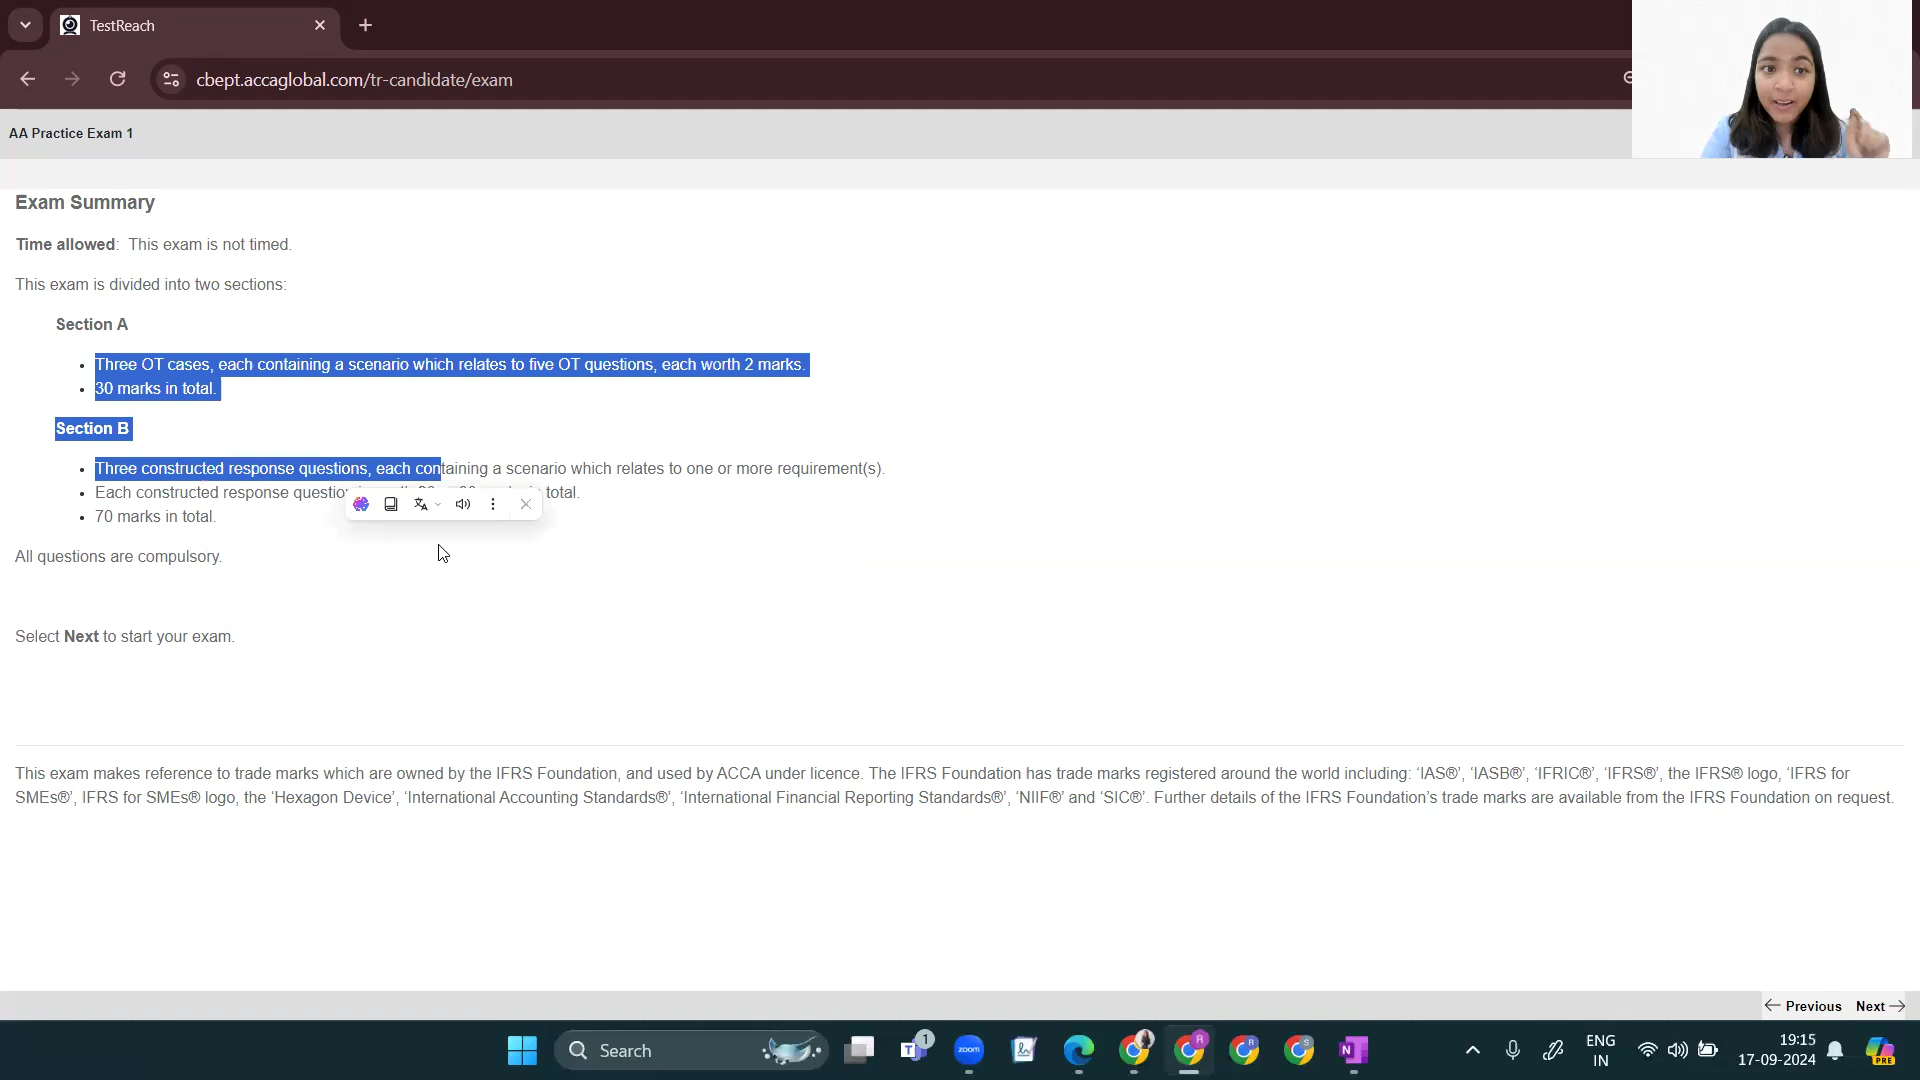 TestReach
cbept.accaglobal.com/tr-candidate/exam
AA Practice Exam 1
Exam Summary
Time allowed: This exam is not timed.
This exam is divided into two sections:
Section A
• Three OT cases, each containing a scenario which relates to five OT questions, each worth 2 marks.
• 30 marks in total.
Section B
• Three constructed response questions, each containing a scenario which relates to one or more requirement(s).
• Each constructed response question total.
• 70 marks in total.
All questions are compulsory.
Select Next to start your exam.
This exam makes reference to trade marks which are owned by the IFRS Foundation, and used by ACCA under licence. The IFRS Foundation has trade marks registered around the world including: ‘IAS®’, ‘IASB®’, ‘IFRIC®’, ‘IFRS®’, the IFRS® logo, ‘IFRS for
SMEs®’, IFRS for SMEs® logo, the ‘Hexagon Device’, ‘International Accounting Standards®’, ‘International Financial Reporting Standards®’, ‘NIIF®’ and ‘SIC®’. Further details of the IFRS Foundation’s trade marks are available from the IFRS Foundation on request.
← Previous Next →
Search
1
zoom
R
R
S
N
ENG
IN
19:15
17-09-2024
PRE